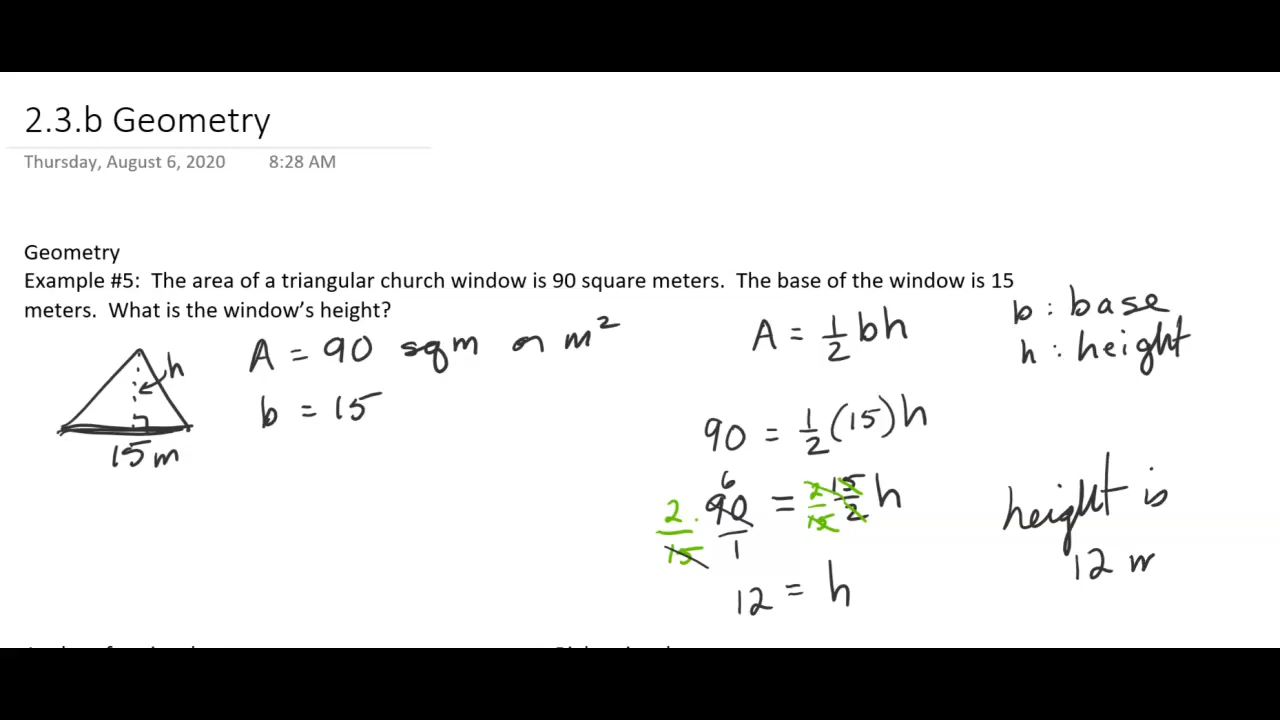 2.3.b Geometry
Thursday, August 6, 2020 8:28 AM
Geometry
Example #5: The area of a triangular church window is 90 square meters. The base of the window is 15
meters. What is the window's height?
h
15 m
A = 90 sqm or m²
b = 15
A = 1/2 bh
b : base
h : height
90 = 1/2 (15) h
2/15 · 90/1 = 2/15 15/2 h
6
12 = h
height is
12 m